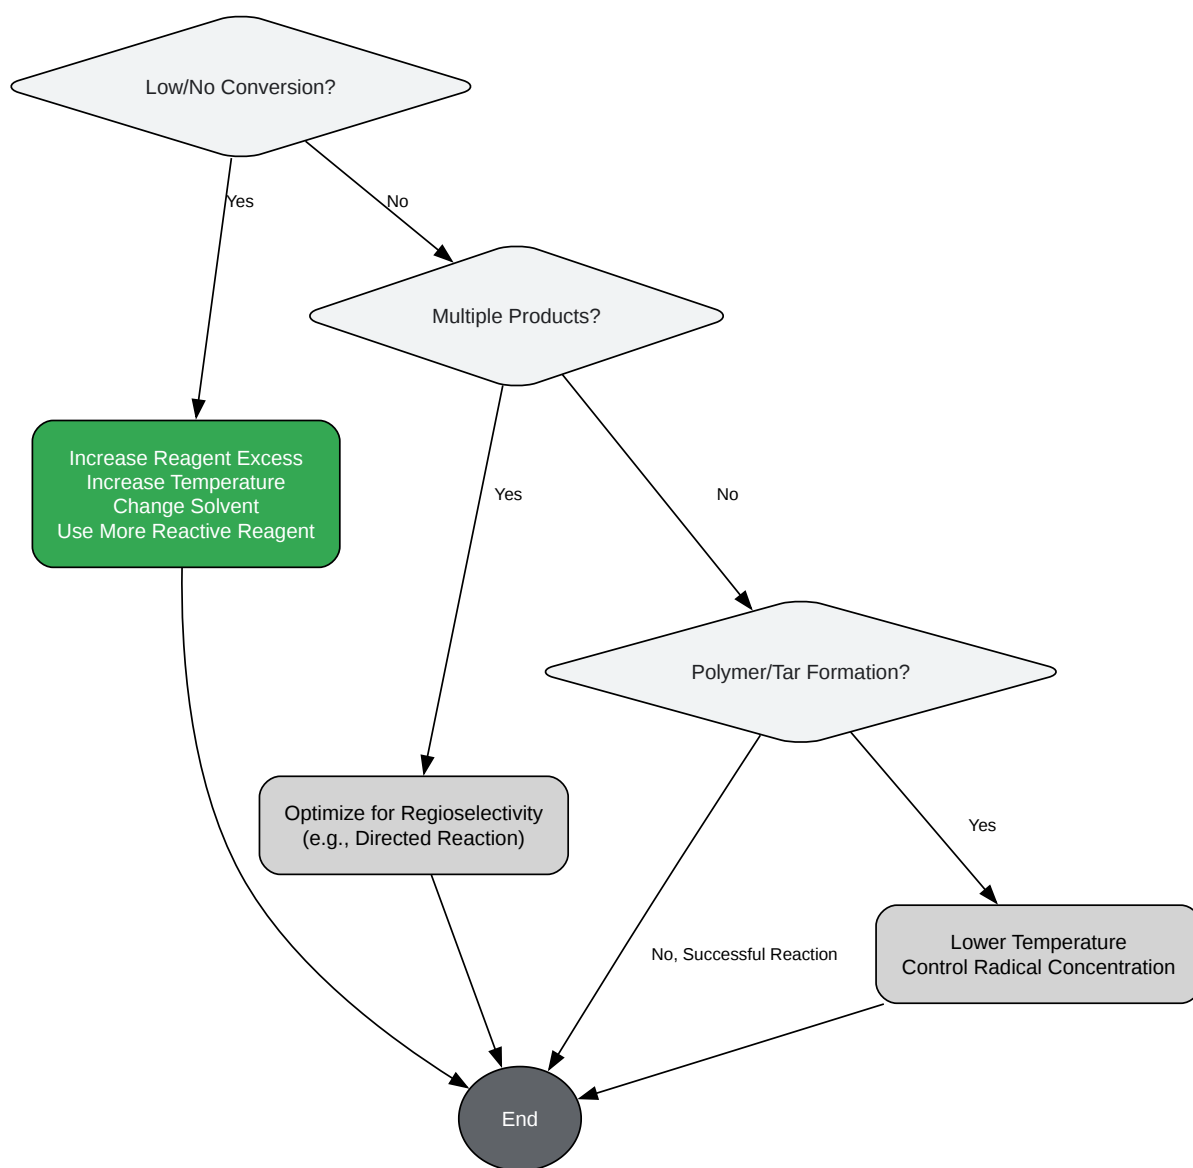 Low/No Conversion?
Yes
No
Multiple Products?
Increase Reagent Excess
Increase Temperature
Change Solvent
Use More Reactive Reagent
Yes
No
Polymer/Tar Formation?
Optimize for Regioselectivity
(e.g., Directed Reaction)
Yes
No, Successful Reaction
Lower Temperature
Control Radical Concentration
End